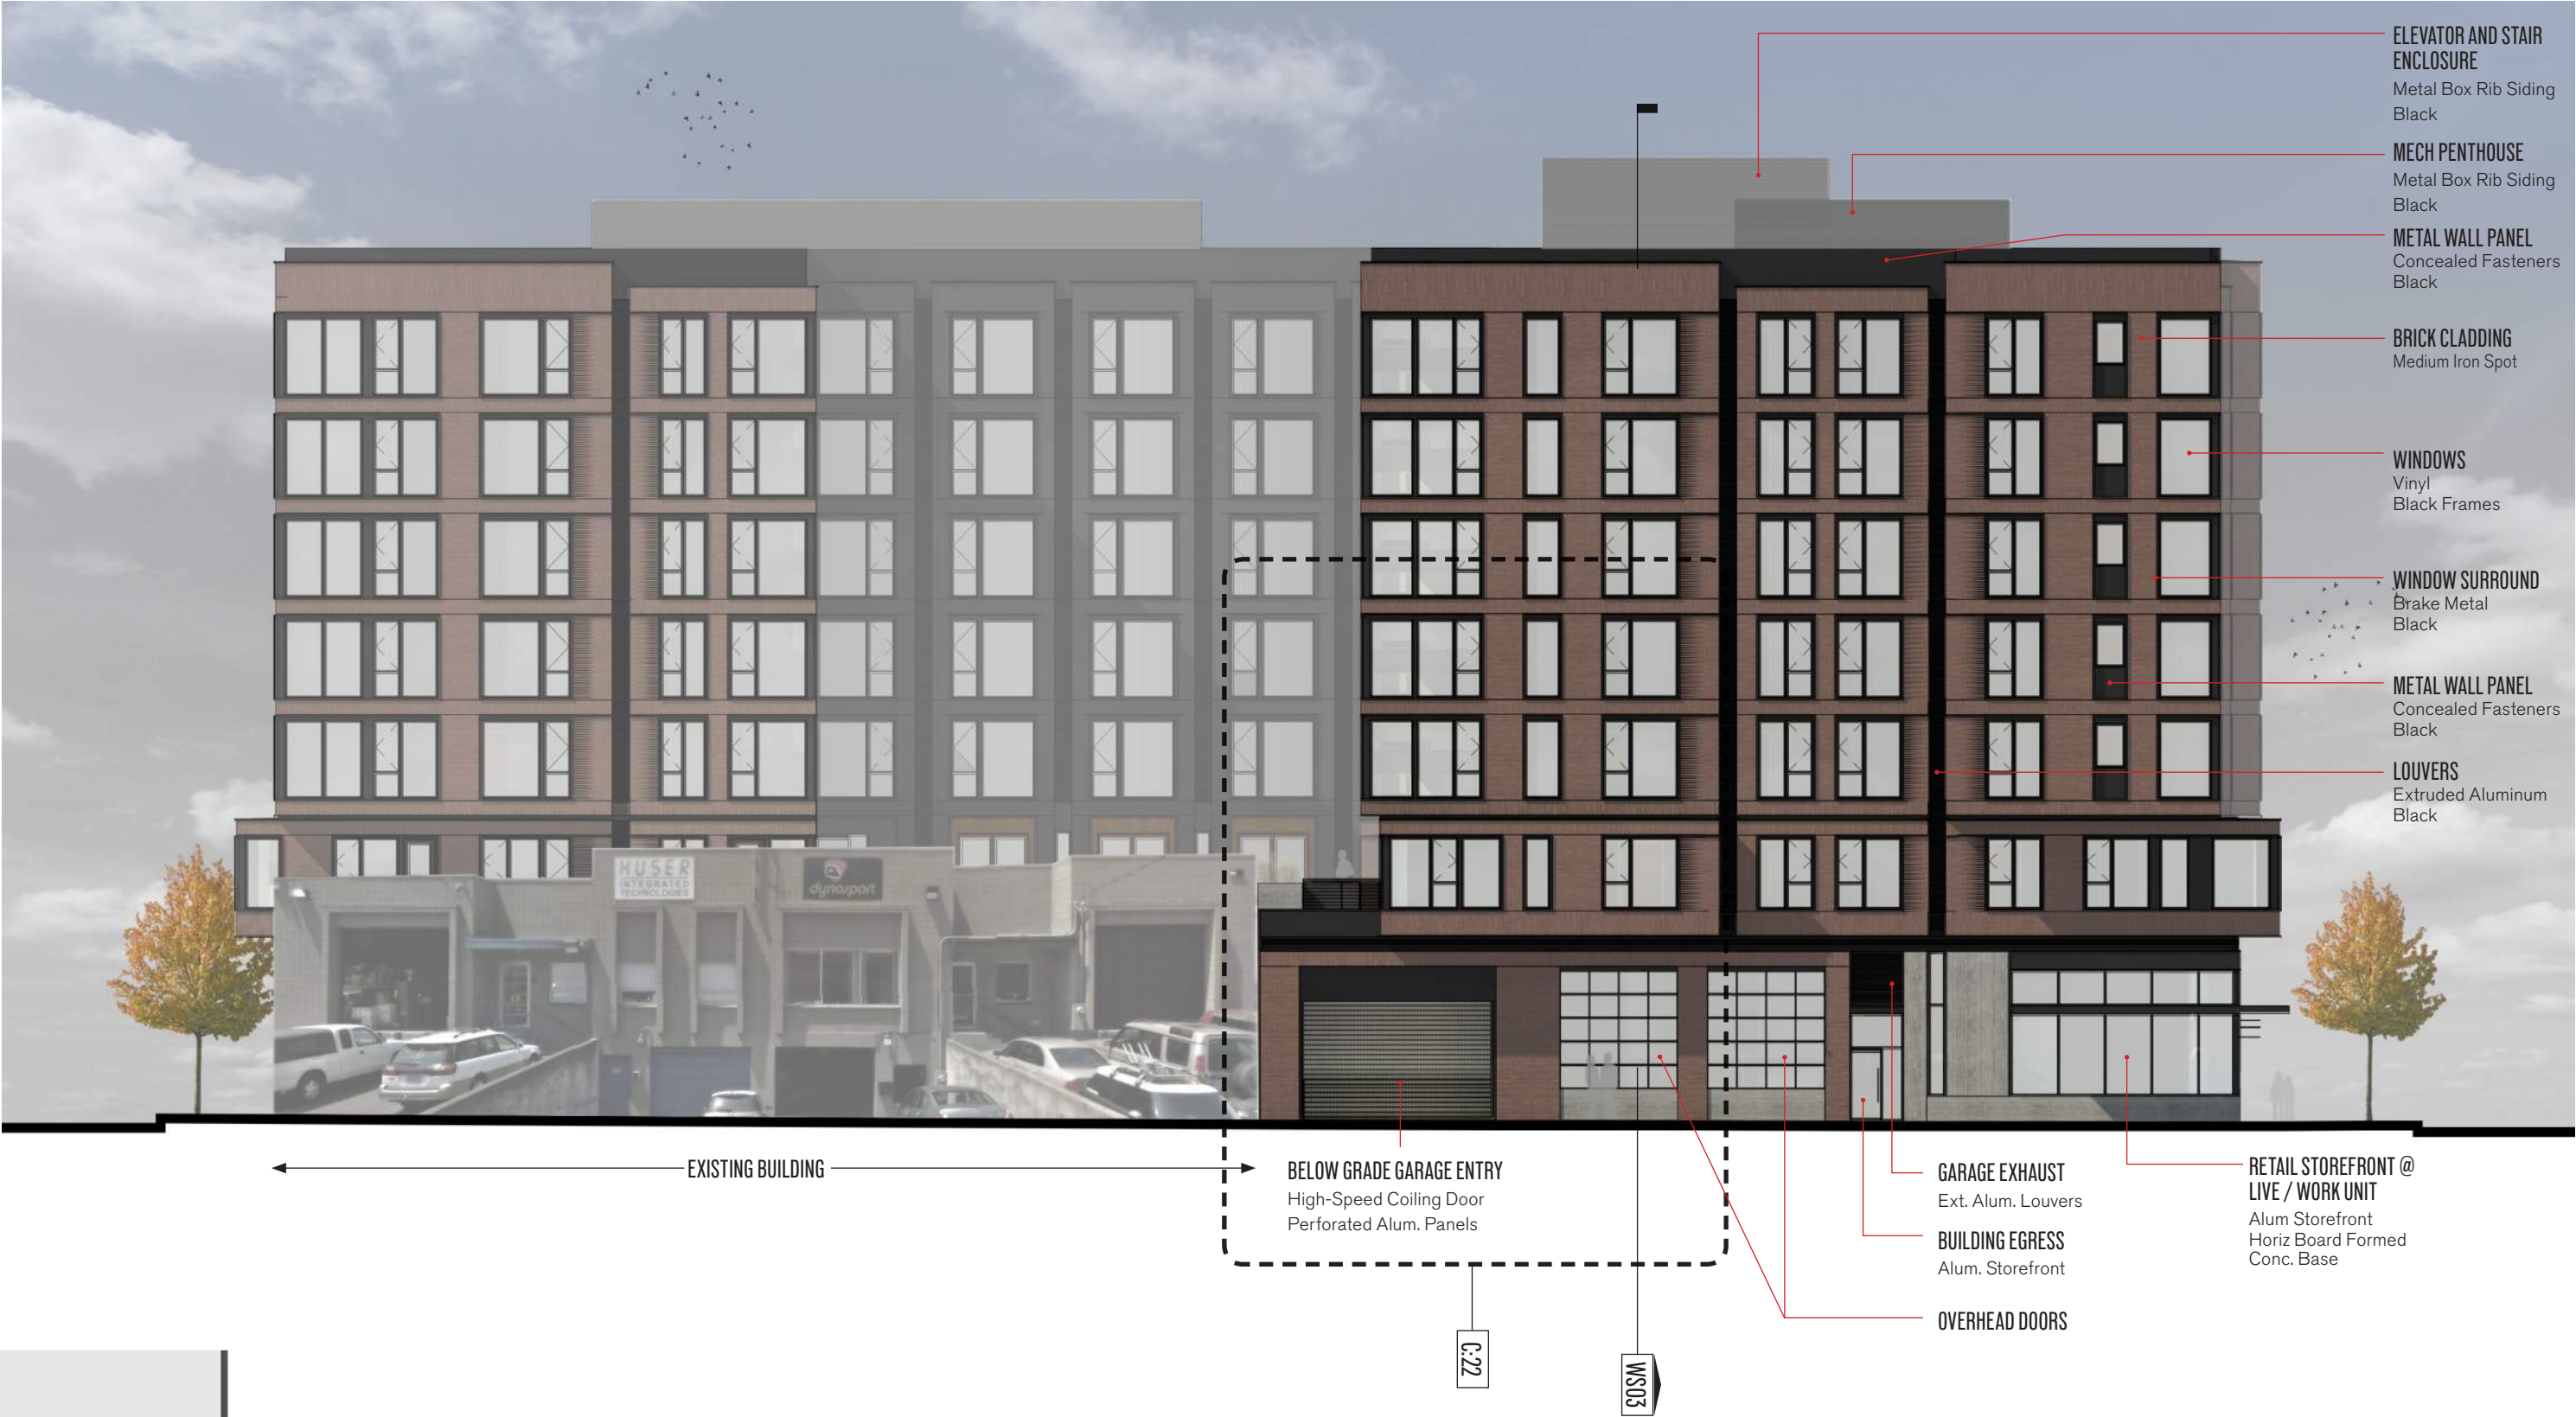 ELEVATOR AND STAIR
ENCLOSURE
Metal Box Rib Siding
Black
MECH PENTHOUSE
Metal Box Rib Siding
Black
METAL WALL PANEL
Concealed Fasteners
Black
BRICK CLADDING
Medium Iron Spot
WINDOWS
Vinyl
Black Frames
WINDOW SURROUND
Brake Metal
Black
METAL WALL PANEL
Concealed Fasteners
Black
LOUVERS
Extruded Aluminum
Black
HUSER
INTEGRATED
TECHNOLOGIES
dynasport
EXISTING BUILDING
BELOW GRADE GARAGE ENTRY
High-Speed Coiling Door
Perforated Alum. Panels
GARAGE EXHAUST
Ext. Alum. Louvers
BUILDING EGRESS
Alum. Storefront
OVERHEAD DOORS
RETAIL STOREFRONT @
LIVE / WORK UNIT
Alum Storefront
Horiz Board Formed
Conc. Base
C:22
WS03